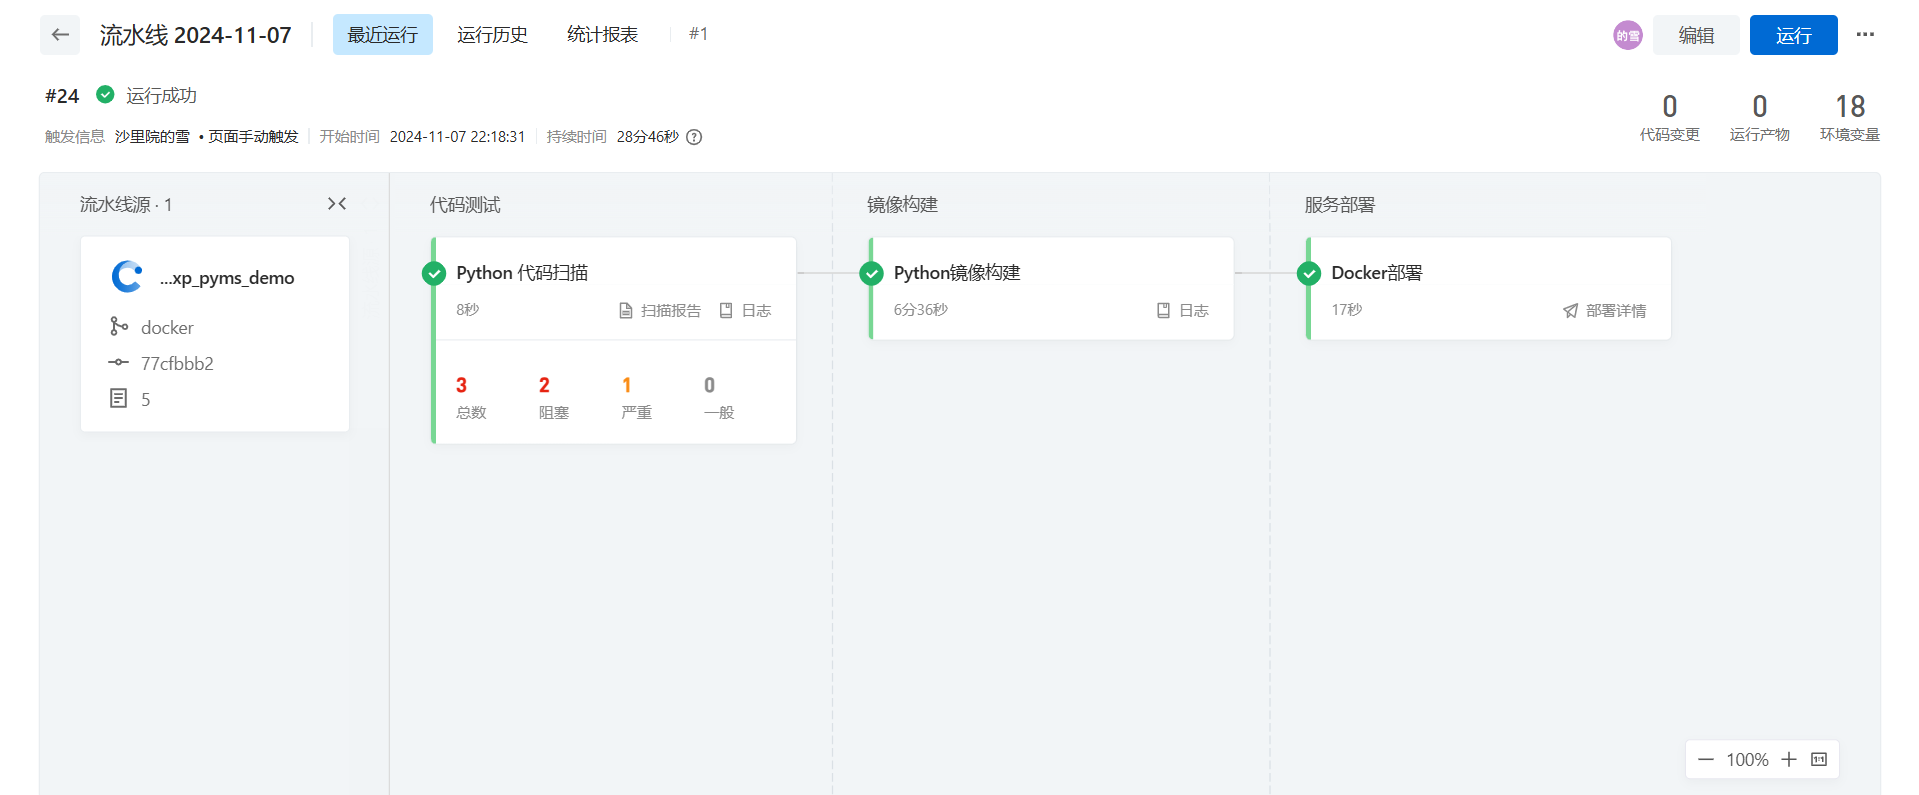 流水线 2024-11-07
最近运行
运行历史
统计报表
#1
的雪
编辑
运行
#24 运行成功
触发信息 沙里院的雪 • 页面手动触发 开始时间 2024-11-07 22:18:31 持续时间 28分46秒
0
代码变更
0
运行产物
18
环境变量
流水线源 · 1
...xp_pyms_demo
docker
77cfbbb2
5
代码测试
Python 代码扫描
8秒 扫描报告 日志
3 2 1 0
总数 阻塞 严重 一般
镜像构建
Python镜像构建
6分36秒 日志
服务部署
Docker部署
17秒 部署详情
100%
1:1